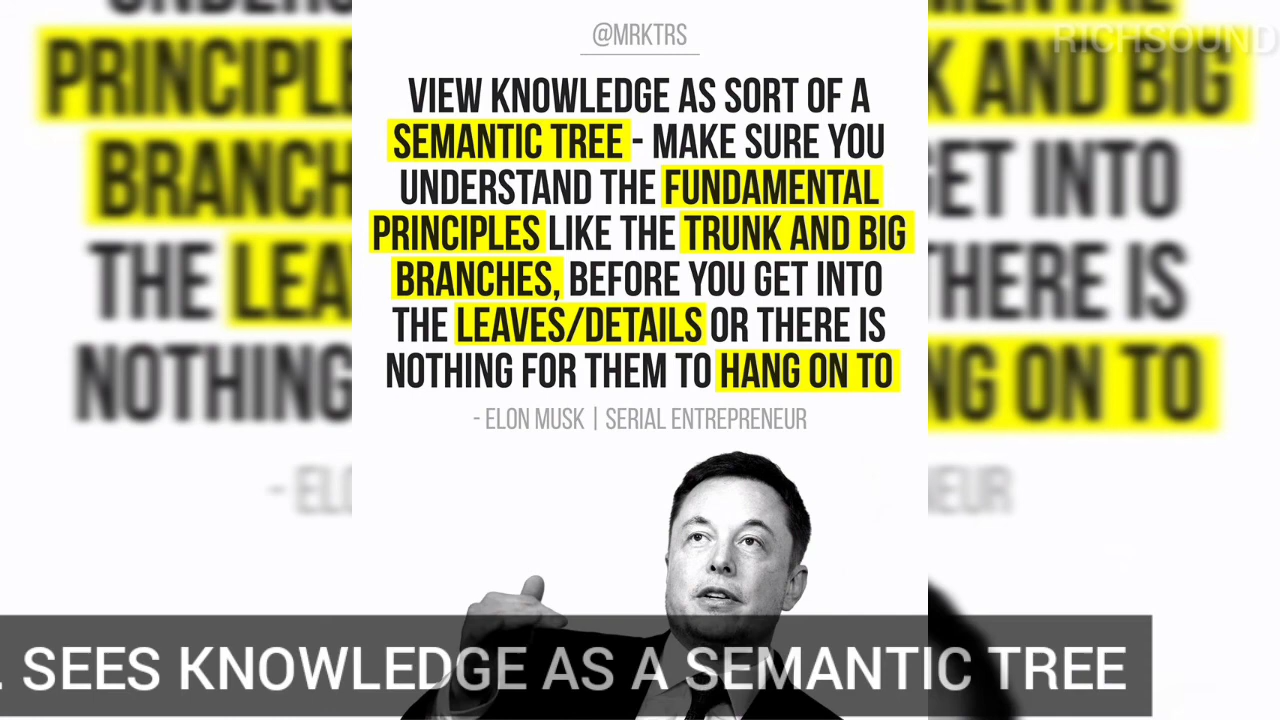 @MRKTRS
RICHSOUND
VIEW KNOWLEDGE AS SORT OF A
SEMANTIC TREE - MAKE SURE YOU
UNDERSTAND THE FUNDAMENTAL
PRINCIPLES LIKE THE TRUNK AND BIG
BRANCHES, BEFORE YOU GET INTO
THE LEAVES/DETAILS OR THERE IS
NOTHING FOR THEM TO HANG ON TO
- ELON MUSK | SERIAL ENTREPRENEUR
. SEES KNOWLEDGE AS A SEMANTIC TREE